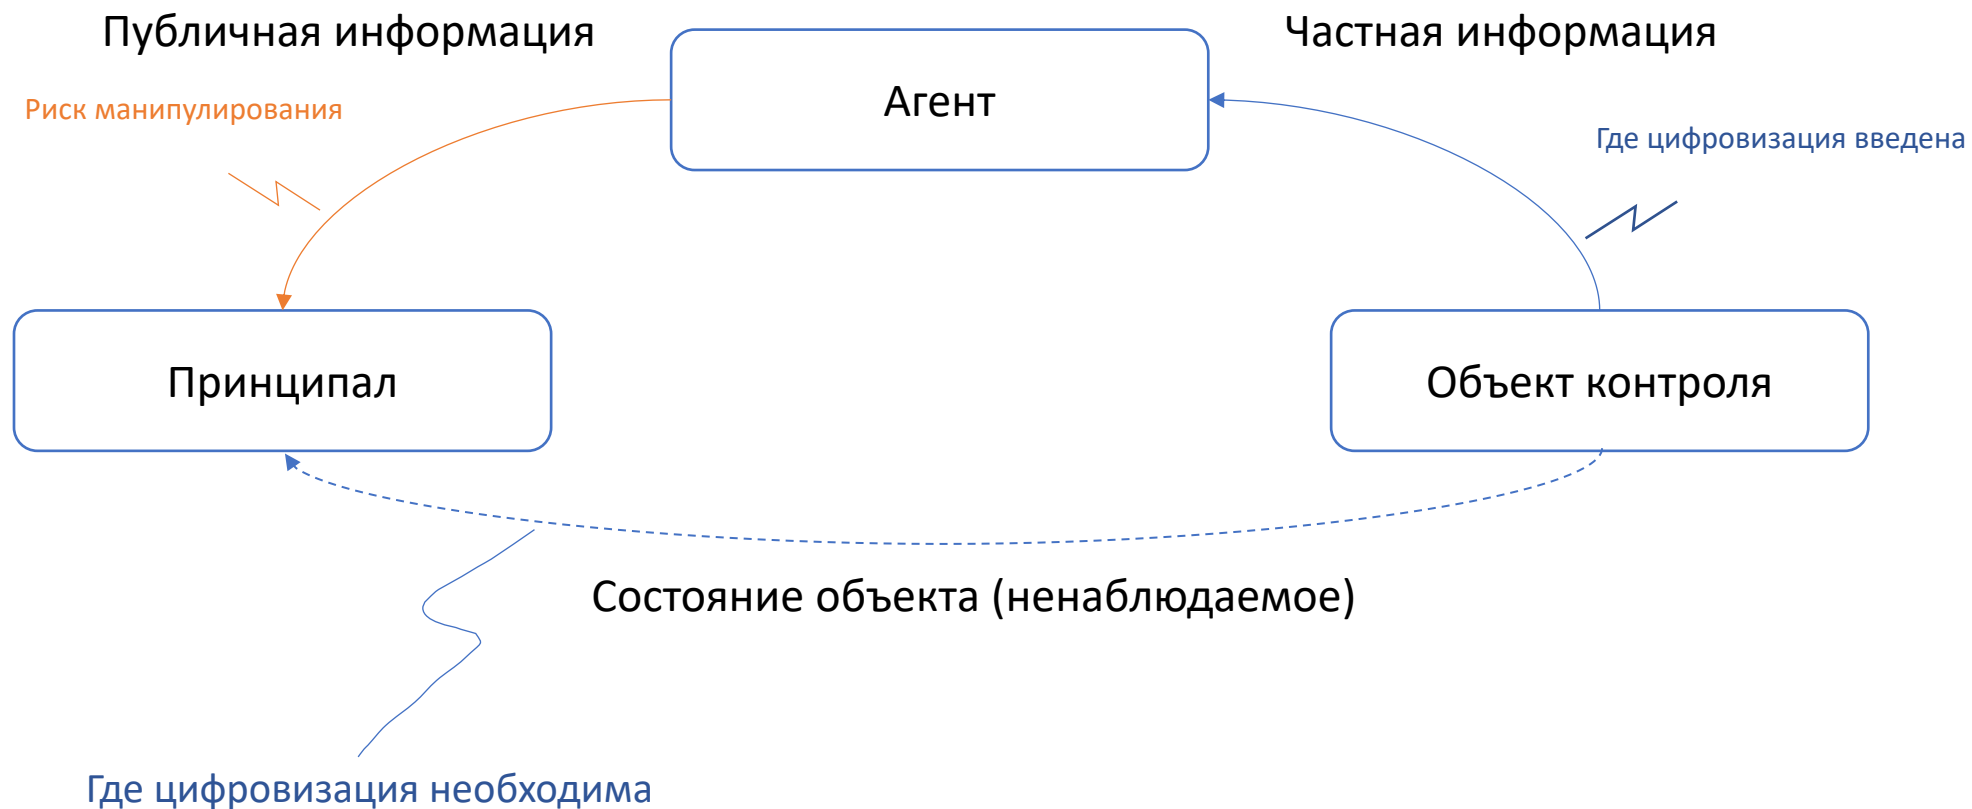 Публичная информация
Частная информация
Риск манипулирования
Агент
Где цифровизация введена
Принципал
Объект контроля
Состояние объекта (ненаблюдаемое)
Где цифровизация необходима